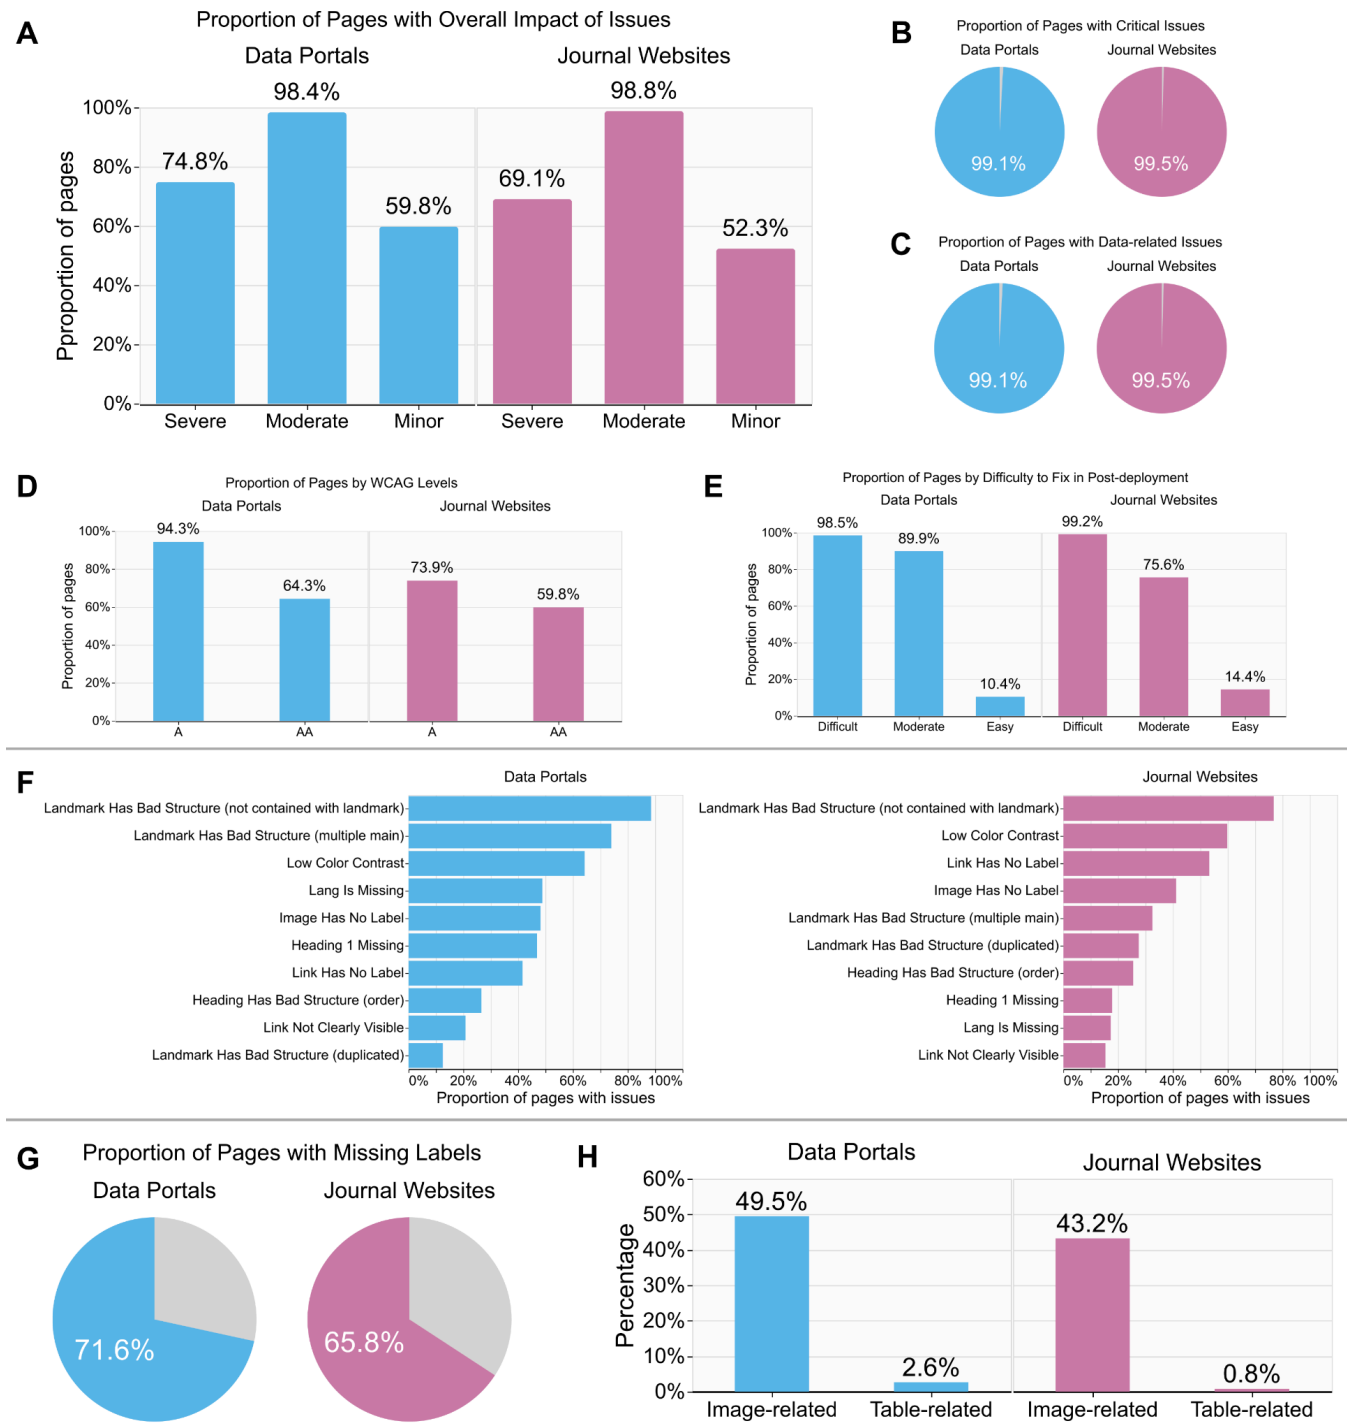 A
Proportion of Pages with Overall Impact of Issues
Data Portals
Journal Websites
Pproportion of pages
100%
80%
60%
40%
20%
0%
74.8%
98.4%
59.8%
69.1%
98.8%
52.3%
Severe
Moderate
Minor
Severe
Moderate
Minor
B
Proportion of Pages with Critical Issues
Data Portals
Journal Websites
99.1%
99.5%
C
Proportion of Pages with Data-related Issues
Data Portals
Journal Websites
99.1%
99.5%
D
Proportion of Pages by WCAG Levels
Data Portals
Journal Websites
Proportion of pages
100%
80%
60%
40%
20%
0%
94.3%
64.3%
73.9%
59.8%
A
AA
A
AA
E
Proportion of Pages by Difficulty to Fix in Post-deployment
Data Portals
Journal Websites
Proportion of pages
100%
80%
60%
40%
20%
0%
98.5%
89.9%
10.4%
99.2%
75.6%
14.4%
Difficult
Moderate
Easy
Difficult
Moderate
Easy
F
Data Portals
Landmark Has Bad Structure (not contained with landmark)
Landmark Has Bad Structure (multiple main)
Low Color Contrast
Lang Is Missing
Image Has No Label
Heading 1 Missing
Link Has No Label
Heading Has Bad Structure (order)
Link Not Clearly Visible
Landmark Has Bad Structure (duplicated)
0%
20%
40%
60%
80%
100%
Proportion of pages with issues
Journal Websites
Landmark Has Bad Structure (not contained with landmark)
Low Color Contrast
Link Has No Label
Image Has No Label
Landmark Has Bad Structure (multiple main)
Landmark Has Bad Structure (duplicated)
Heading Has Bad Structure (order)
Heading 1 Missing
Lang Is Missing
Link Not Clearly Visible
0%
20%
40%
60%
80%
100%
Proportion of pages with issues
G
Proportion of Pages with Missing Labels
Data Portals
Journal Websites
71.6%
65.8%
H
Data Portals
Journal Websites
Percentage
60%
50%
40%
30%
20%
10%
0%
49.5%
2.6%
43.2%
0.8%
Image-related
Table-related
Image-related
Table-related